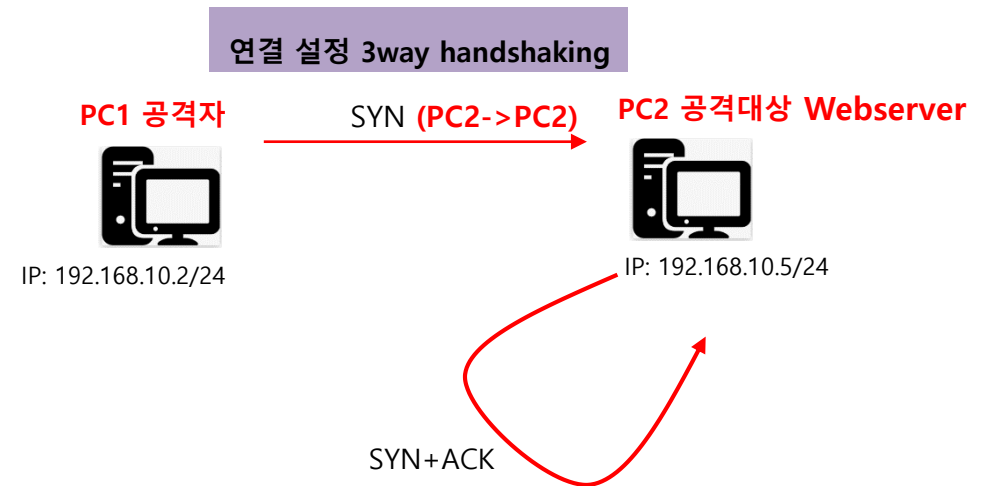 연결 설정 3way handshaking
PC1 공격자
SYN (PC2->PC2)
PC2 공격대상 Webserver
IP: 192.168.10.2/24
IP: 192.168.10.5/24
SYN+ACK